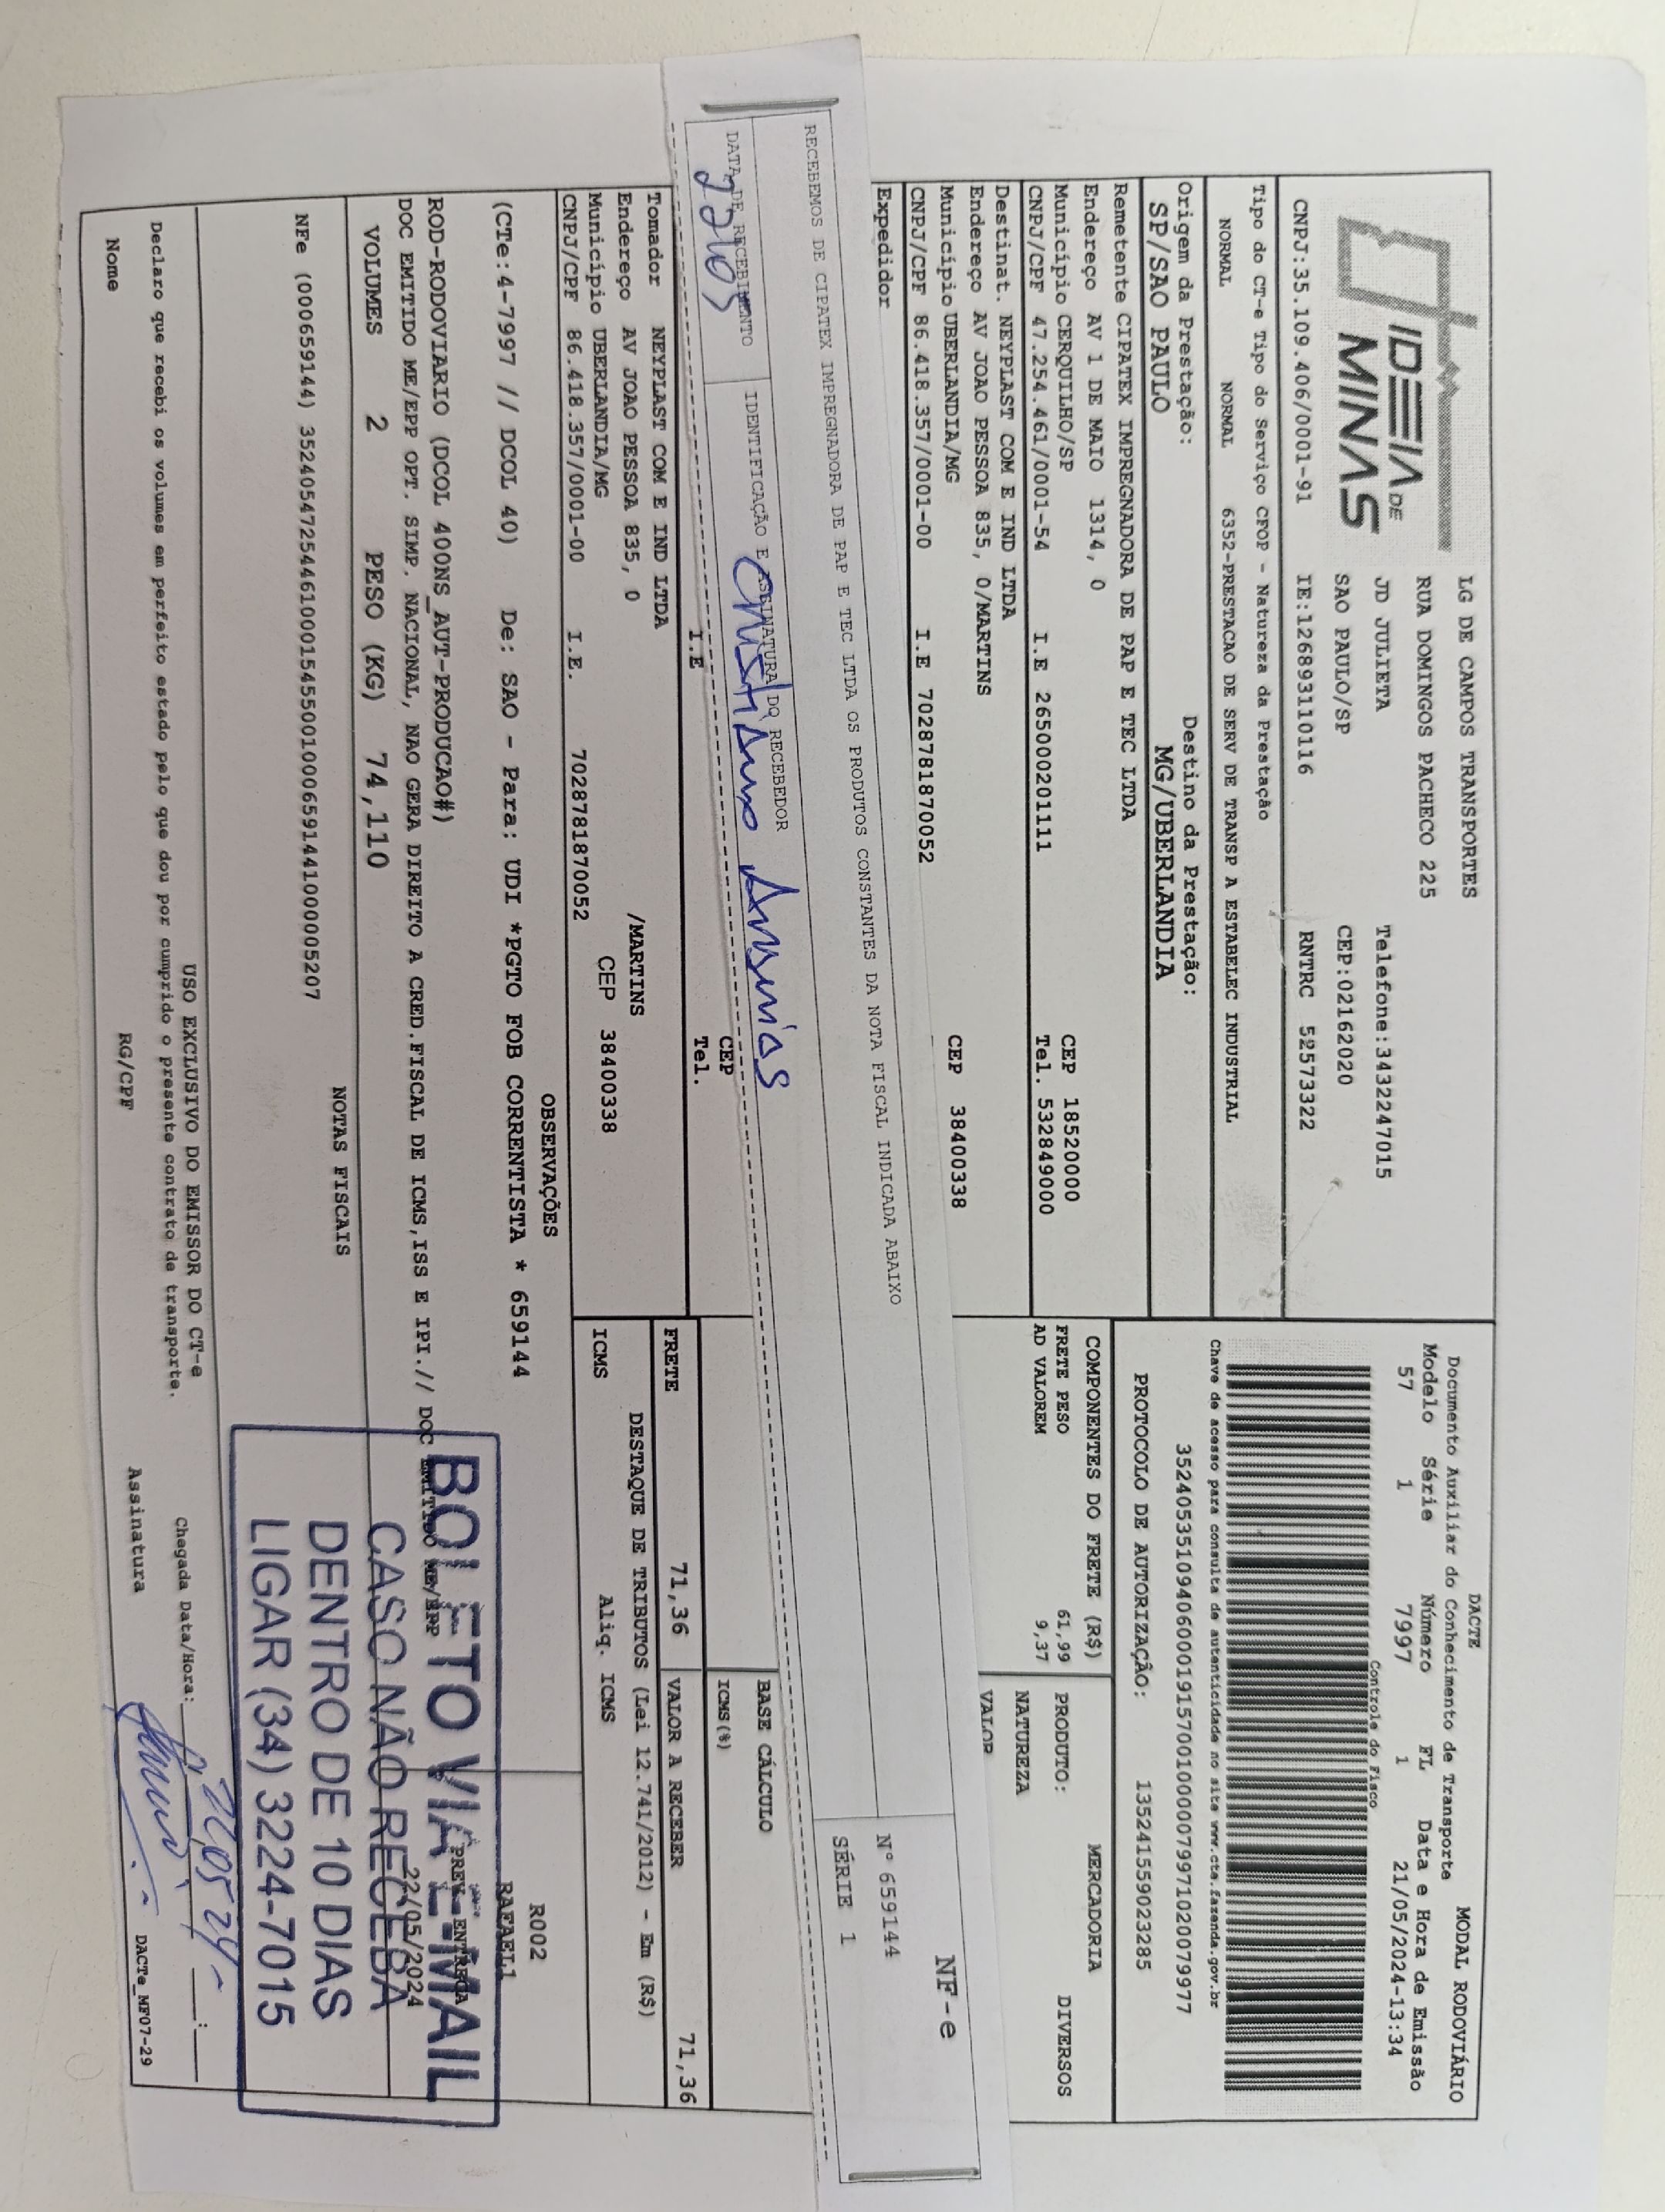 IDEIA DE
MINAS
LG DE CAMPOS TRANSPORTES
RUA DOMINGOS PACHECO 225
JD JULIETA Telefone:3432247015
SAO PAULO/SP CEP:02162020
CNPJ:35.109.406/0001-91 IE:126893110116 RNTRC 52573322
Tipo do CT-e Tipo do Serviço CFOP - Natureza da Prestação
NORMAL NORMAL 6352-PRESTACAO DE SERV DE TRANSP A ESTABELEC INDUSTRIAL
Origem da Prestação: Destino da Prestação:
SP/SAO PAULO MG/UBERLANDIA
DACTE MODAL RODOVIÁRIO
Documento Auxiliar do Conhecimento de Transporte
Modelo Série Número FL Data e Hora de Emissão
57 1 7997 1 21/05/2024-13:34
Controle do Fisco
Chave de acesso para consulta de autenticidade no site www.cte.fazenda.gov.br
35240535109406000191570010000079971020079977
PROTOCOLO DE AUTORIZAÇÃO: 135241559023285
Remetente CIPATEX IMPREGNADORA DE PAP E TEC LTDA
Endereço AV 1 DE MAIO 1314, 0
Município CERQUILHO/SP CEP 18520000
CNPJ/CPF 47.254.461/0001-54 I.E 265000201111 Tel. 532849000
Destinat. NEYPLAST COM E IND LTDA
Endereço AV JOAO PESSOA 835, 0/MARTINS
Município UBERLANDIA/MG CEP 38400338
CNPJ/CPF 86.418.357/0001-00 I.E 7028781870052
Expedidor
COMPONENTES DO FRETE (R$) MERCADORIA
FRETE PESO 61,99 PRODUTO: DIVERSOS
AD VALOREM 9,37 NATUREZA
VALOR
RECEBEMOS DE CIPATEX IMPREGNADORA DE PAP E TEC LTDA OS PRODUTOS CONSTANTES DA NOTA FISCAL INDICADA ABAIXO
NF-e
Nº 659144
SÉRIE 1
DATA DE RECEBIMENTO IDENTIFICAÇÃO E ASSINATURA DO RECEBEDOR
CEP
I.E Tel.
BASE CÁLCULO
ICMS(%)
Tomador NEYPLAST COM E IND LTDA
Endereço AV JOAO PESSOA 835, 0 /MARTINS
Município UBERLANDIA/MG CEP 38400338
CNPJ/CPF 86.418.357/0001-00 I.E. 7028781870052
FRETE 71,36 VALOR A RECEBER 71,36
DESTAQUE DE TRIBUTOS (Lei 12.741/2012) - Em (R$)
ICMS Aliq. ICMS
OBSERVAÇÕES
R002
(CTe:4-7997 // DCOL 40) De: SAO - Para: UDI *PGTO FOB CORRENTISTA * 659144
RAFAEL1
ROD-RODOVIARIO (DCOL 400NS_AUT-PRODUCAO#)
DOC EMITIDO ME/EPP OPT. SIMP. NACIONAL, NAO GERA DIREITO A CRED.FISCAL DE ICMS,ISS E IPI.// DOC EMITIDO ME/EPP
PREV. ENTREGA
22/05/2024
VOLUMES 2 PESO (KG) 74,110
BOLETO VIA E-MAIL
CASO NÃO RECEBA
DENTRO DE 10 DIAS
LIGAR (34) 3224-7015
NOTAS FISCAIS
NFe (000659144) 35240547254461000154550010006591441000005207
USO EXCLUSIVO DO EMISSOR DO CT-e
Declaro que recebi os volumes em perfeito estado pelo que dou por cumprido o presente contrato de transporte.
Chegada Data/Hora: 22/05 24 :
Nome RG/CPF Assinatura
DACTe_MF07-29